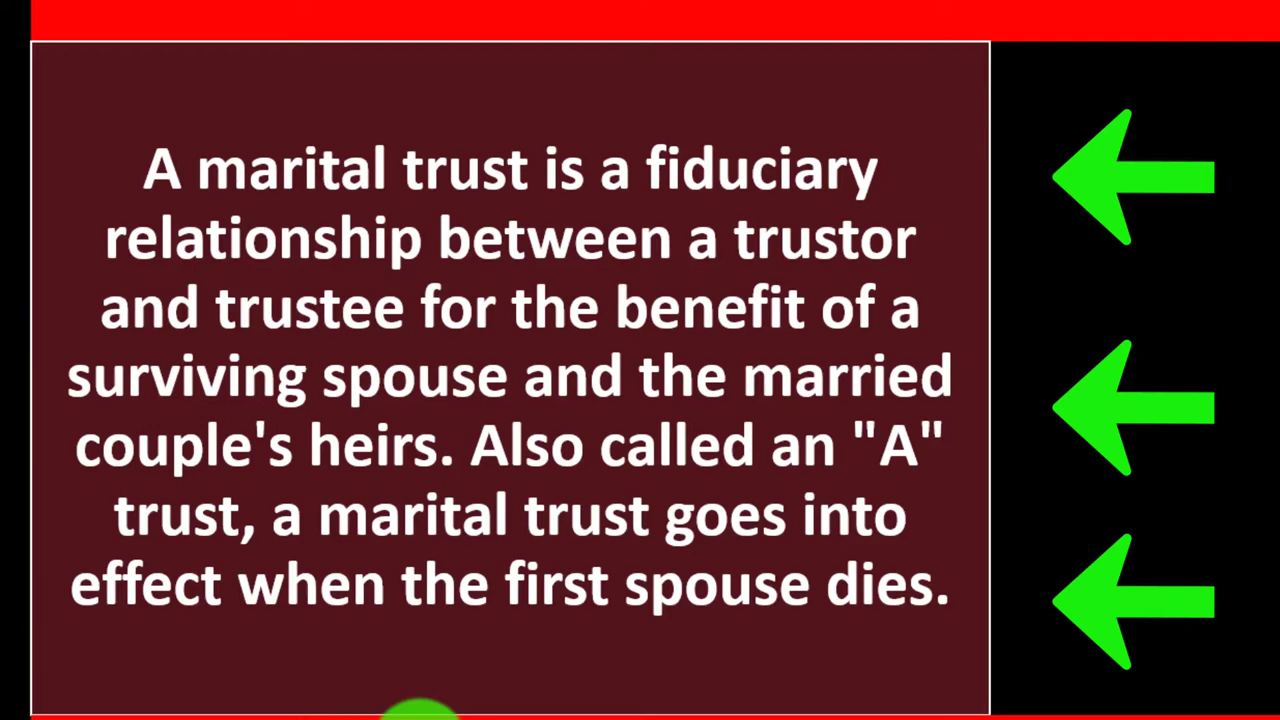 A marital trust is a fiduciary
relationship between a trustor
and trustee for the benefit of a
surviving spouse and the married
couple's heirs. Also called an "A"
trust, a marital trust goes into
effect when the first spouse dies.